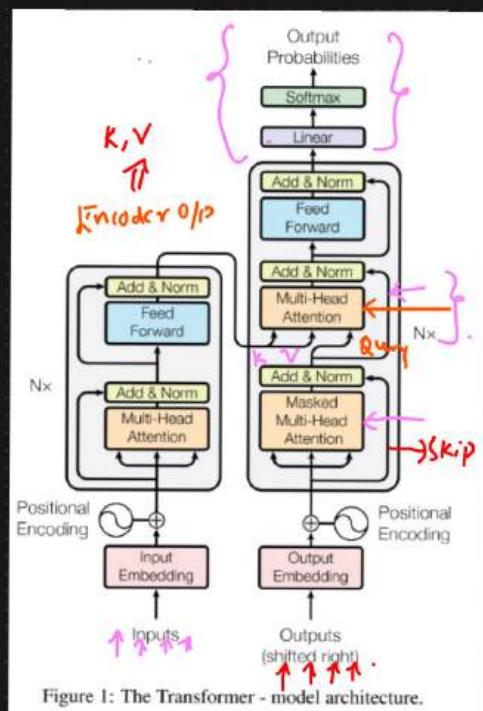 Output
Probabilities
Softmax
Linear
K, V
Encoder O/P
Add & Norm
Feed
Forward
Add & Norm
Multi-Head
Attention
K V
Query
Nx
Add & Norm
Masked
Multi-Head
Attention
Skip
Add & Norm
Feed
Forward
Nx
Add & Norm
Multi-Head
Attention
Positional
Encoding
Positional
Encoding
Input
Embedding
Output
Embedding
Inputs
Outputs
(shifted right)
Figure 1: The Transformer - model architecture.